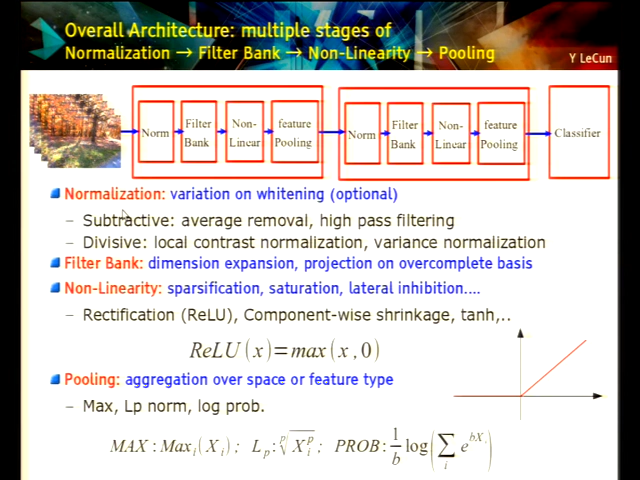 Overall Architecture: multiple stages of
Normalization → Filter Bank → Non-Linearity → Pooling
Y LeCun
Norm
Filter Bank
Non-Linear
feature Pooling
Norm
Filter Bank
Non-Linear
feature Pooling
Classifier
Normalization: variation on whitening (optional)
– Subtractive: average removal, high pass filtering
– Divisive: local contrast normalization, variance normalization
Filter Bank: dimension expansion, projection on overcomplete basis
Non-Linearity: sparsification, saturation, lateral inhibition....
– Rectification (ReLU), Component-wise shrinkage, tanh,..
ReLU(x)=max(x,0)
Pooling: aggregation over space or feature type
– Max, Lp norm, log prob.
MAX: Max_i(X_i); L_p: \sqrt[p]{X_i^p}; PROB: \frac{1}{b} log(\sum_i e^{bX_i})